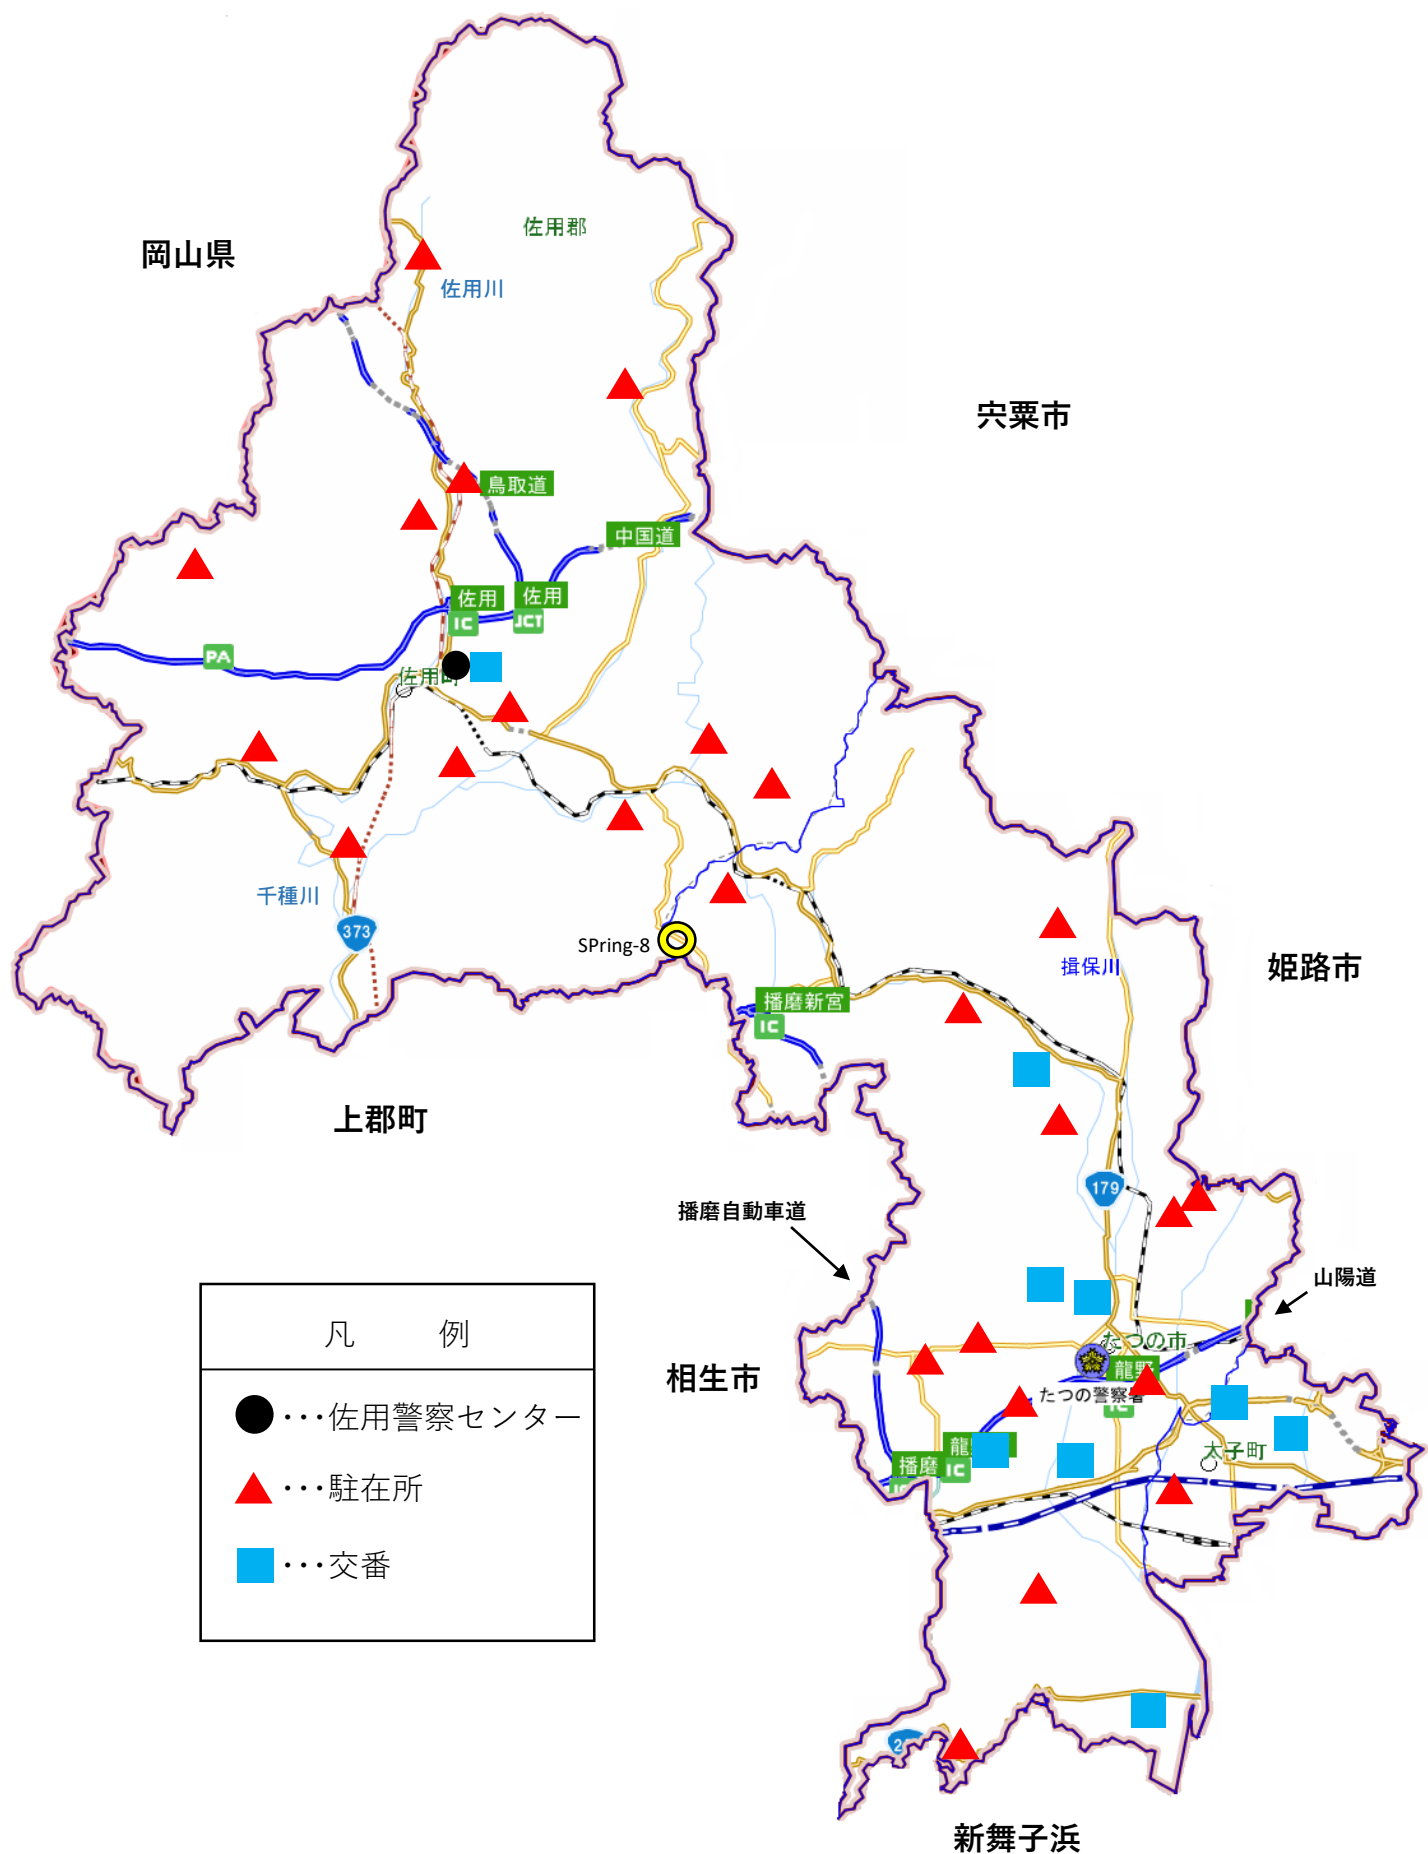 佐用郡
岡山県
佐用川
宍粟市
鳥取道
中国道
佐用
佐用
IC
JCT
PA
佐用町
千種川
373
SPring-8
揖保川
姫路市
播磨新宮
IC
上郡町
179
播磨自動車道
山陽道
凡 例
・・・佐用警察センター
・・・駐在所
・・・交番
たつの市
相生市
龍野
たつの警察署
IC
龍
播磨
IC
太子町
2
新舞子浜